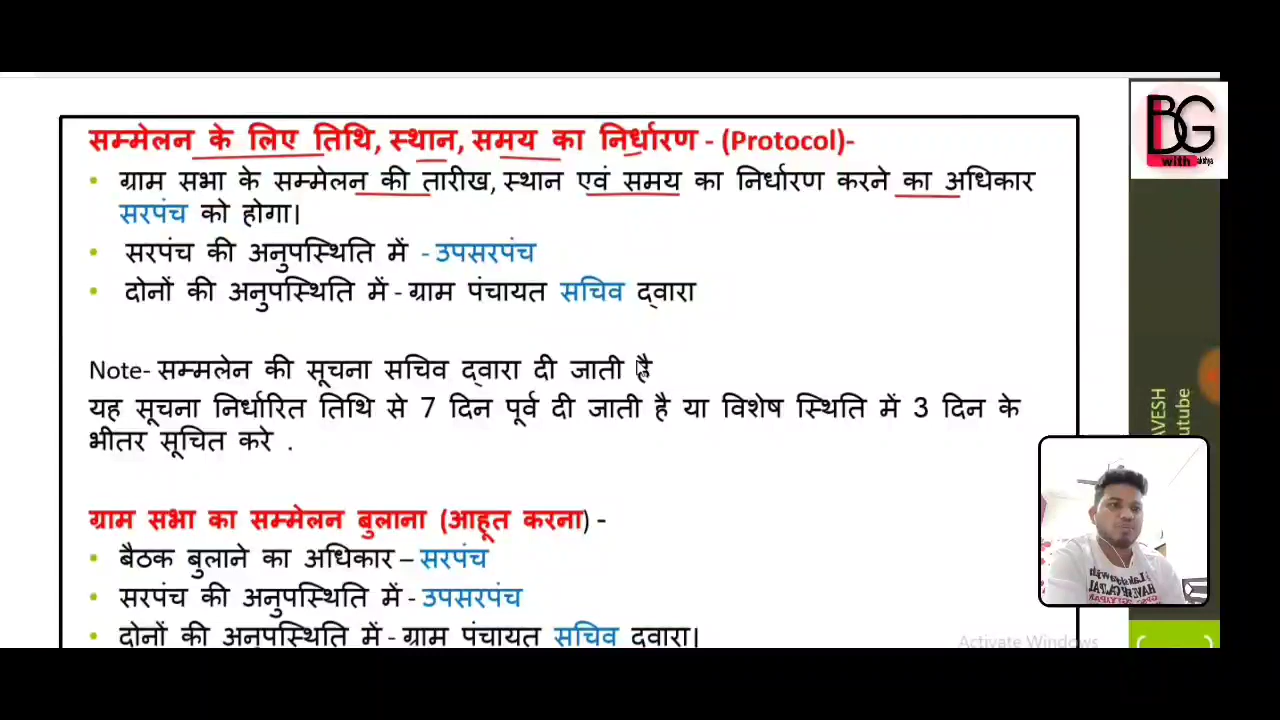 सम्मेलन के लिए तिथि, स्थान, समय का निर्धारण - (Protocol)-
• ग्राम सभा के सम्मेलन की तारीख, स्थान एवं समय का निर्धारण करने का अधिकार
सरपंच को होगा।
• सरपंच की अनुपस्थिति में - उपसरपंच
• दोनों की अनुपस्थिति में - ग्राम पंचायत सचिव द्वारा
Note- सम्मलेन की सूचना सचिव द्वारा दी जाती है
यह सूचना निर्धारित तिथि से 7 दिन पूर्व दी जाती है या विशेष स्थिति में 3 दिन के
भीतर सूचित करे .
ग्राम सभा का सम्मेलन बुलाना (आहूत करना) -
• बैठक बुलाने का अधिकार – सरपंच
• सरपंच की अनुपस्थिति में - उपसरपंच
• दोनों की अनुपस्थिति में - ग्राम पंचायत सचिव द्वारा।
BG
with
AVESH
utube
Activate Windows